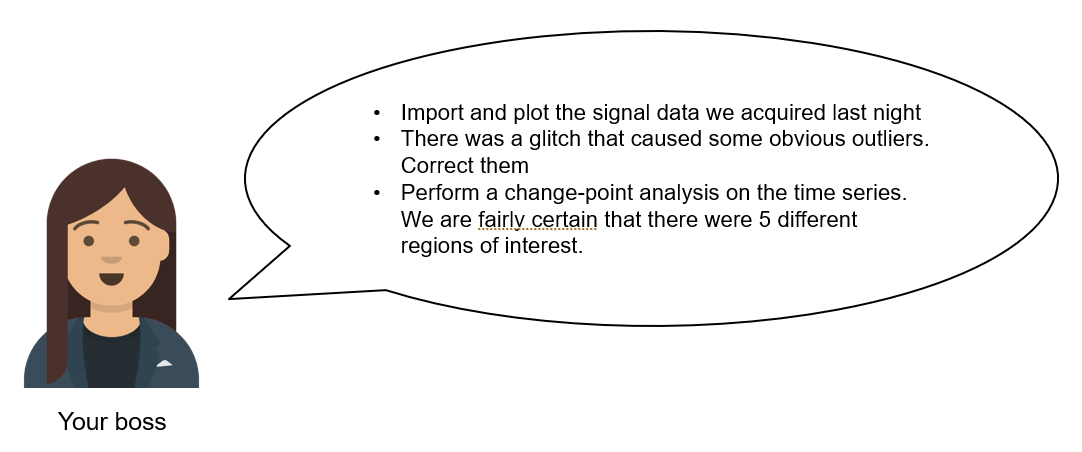 • Import and plot the signal data we acquired last night
• There was a glitch that caused some obvious outliers.
Correct them
• Perform a change-point analysis on the time series.
We are fairly certain that there were 5 different
regions of interest.
Your boss